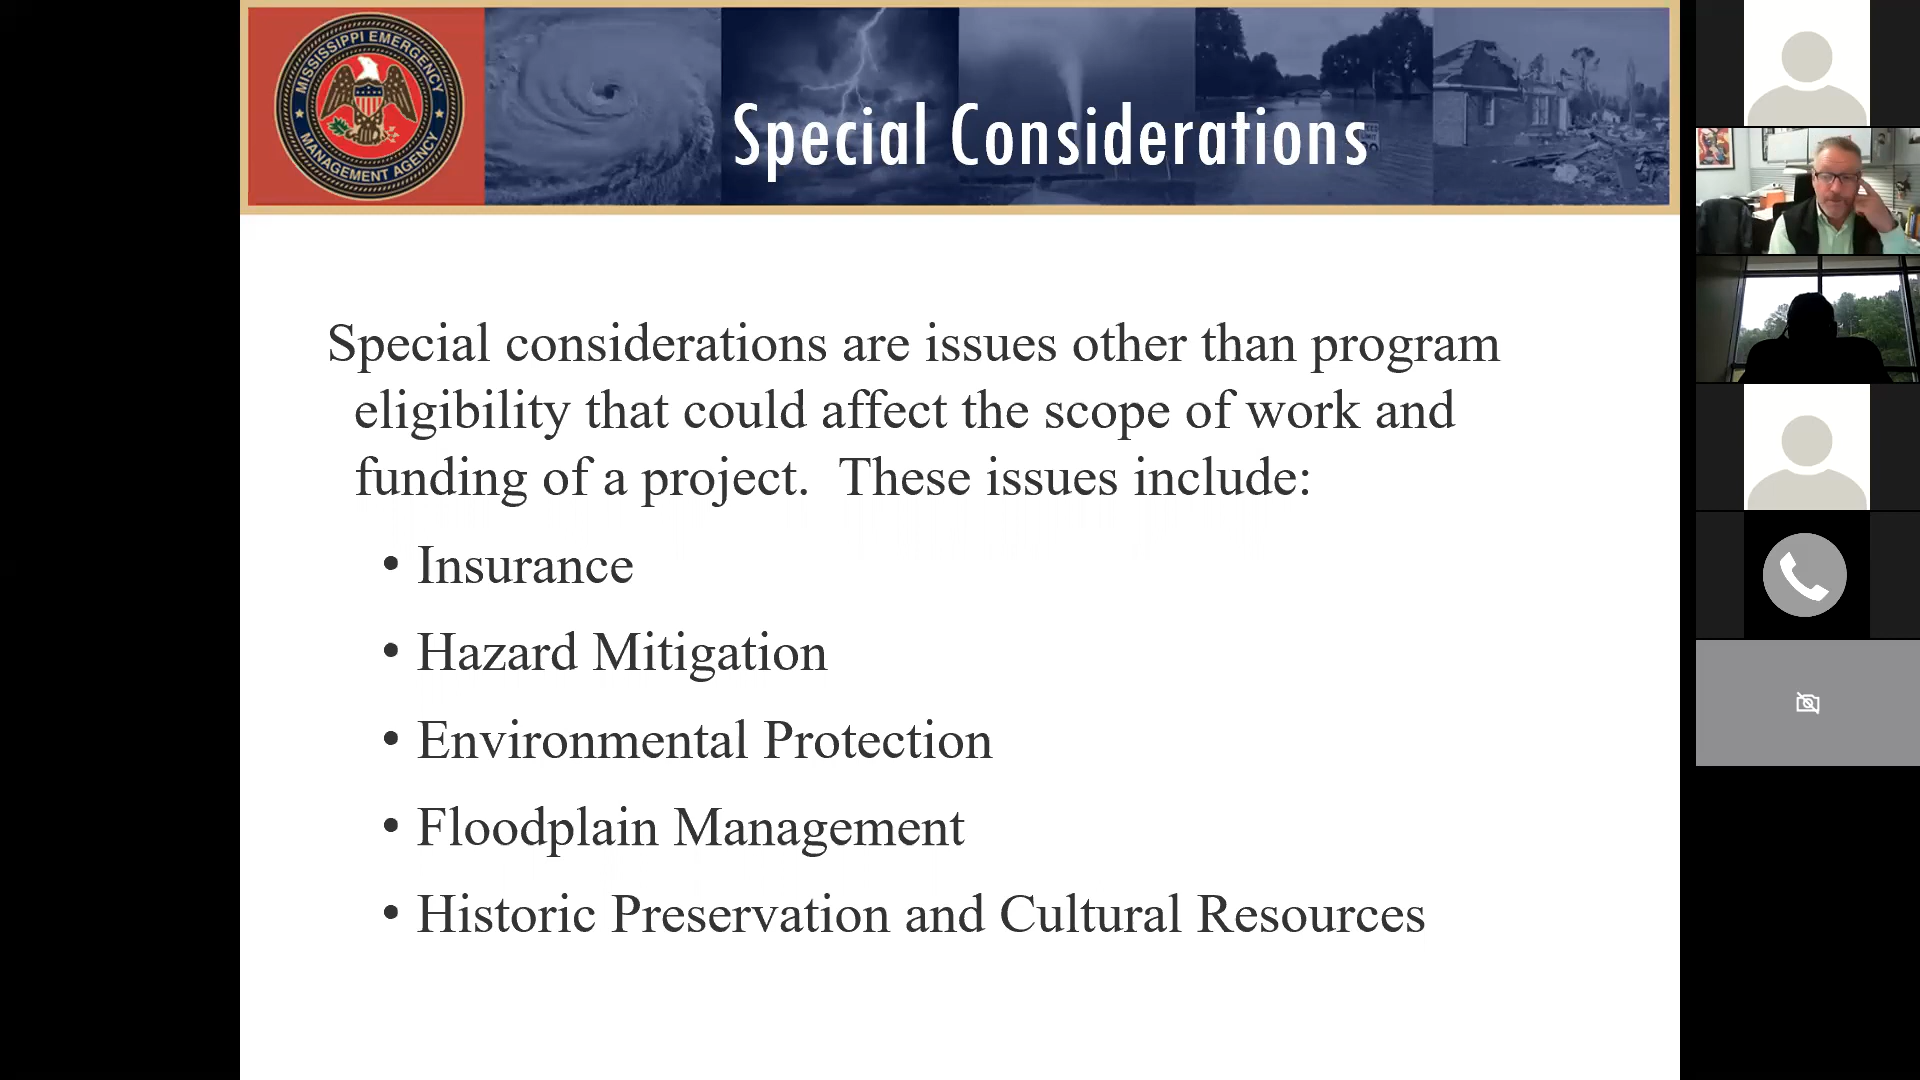 MISSISSIPPI EMERGENCY
MANAGEMENT AGENCY
Special Considerations
Special considerations are issues other than program
eligibility that could affect the scope of work and
funding of a project.  These issues include:
• Insurance
• Hazard Mitigation
• Environmental Protection
• Floodplain Management
• Historic Preservation and Cultural Resources